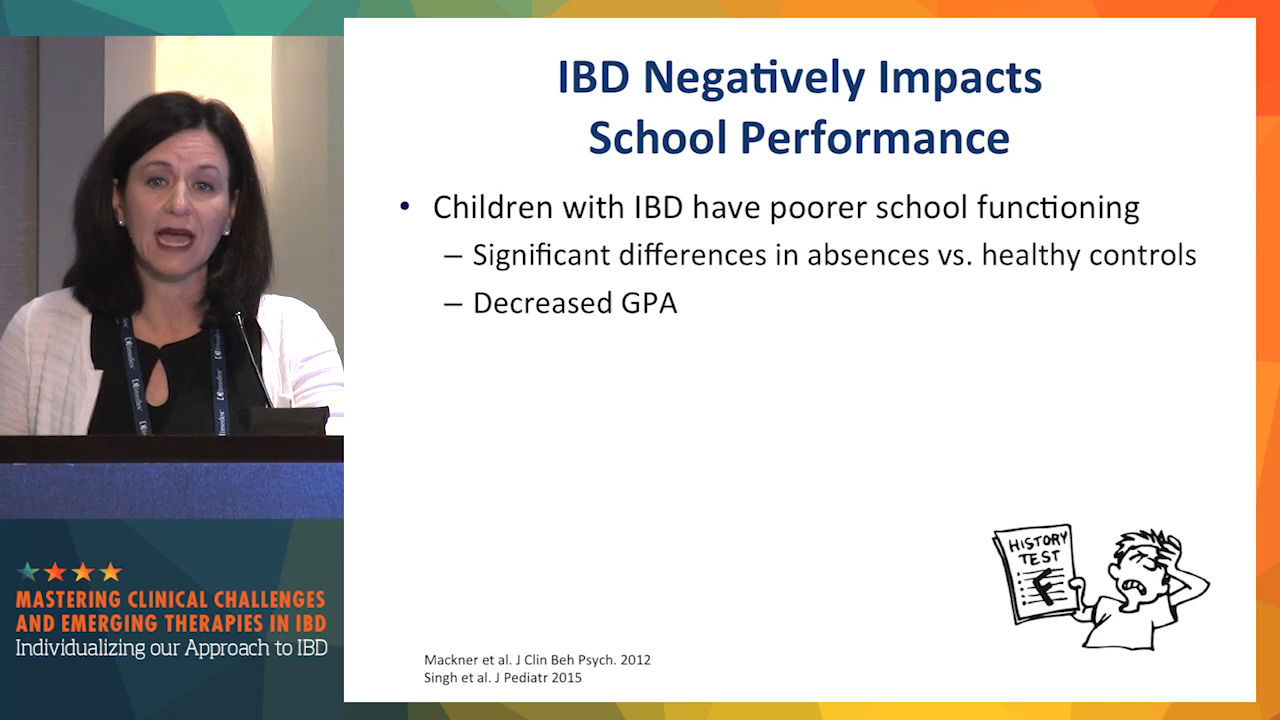 IBD Negatively Impacts
School Performance
• Children with IBD have poorer school functioning
– Significant differences in absences vs. healthy controls
– Decreased GPA
HISTORY
TEST
F
Mackner et al. J Clin Beh Psych. 2012
Singh et al. J Pediatr 2015
MASTERING CLINICAL CHALLENGES
AND EMERGING THERAPIES IN IBD
Individualizing our Approach to IBD